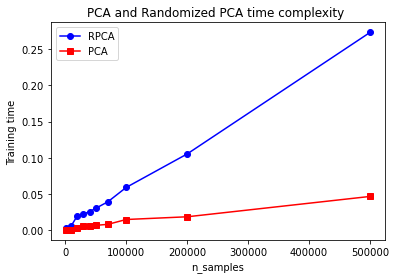 PCA and Randomized PCA time complexity
RPCA
PCA
0.25
0.20
0.15
0.10
0.05
0.00
Training time
0 100000 200000 300000 400000 500000
n_samples